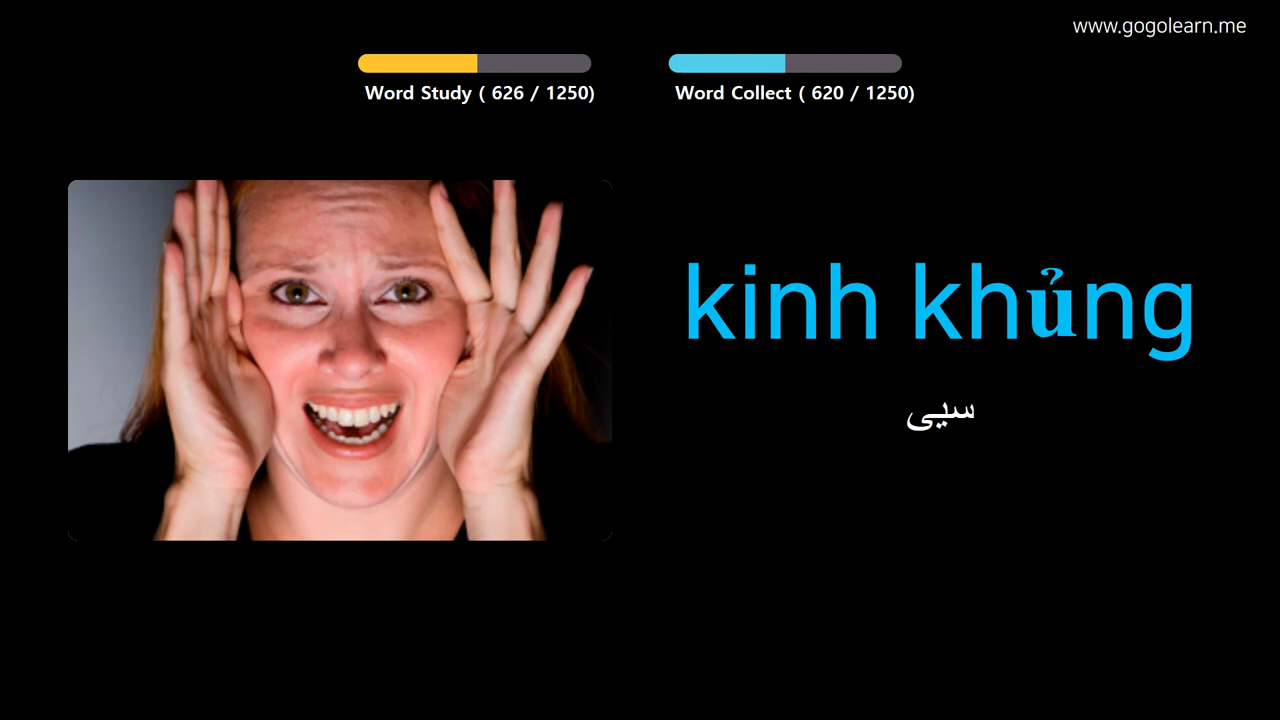 www.gogolearn.me
Word Study ( 626 / 1250)
Word Collect ( 620 / 1250)
kinh khủng
سیی